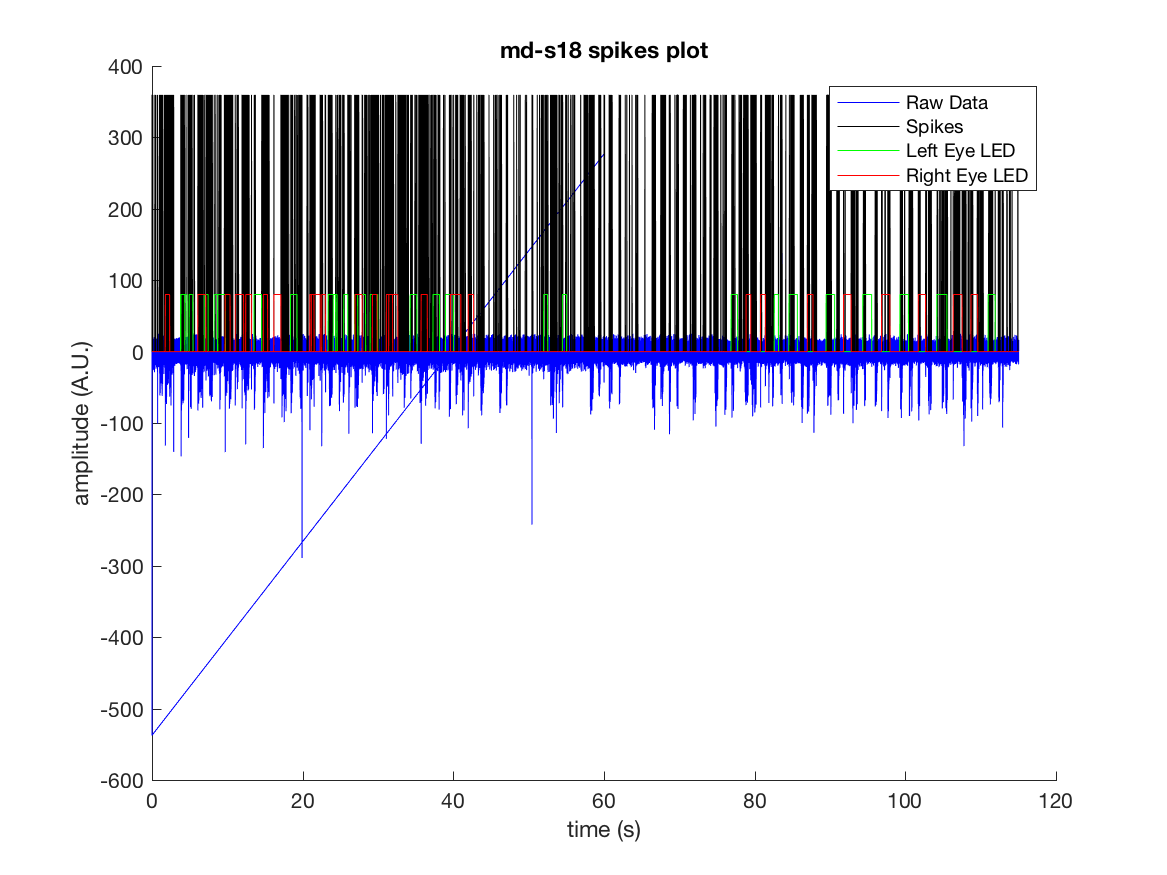 md-s18 spikes plot
400
300
200
100
0
-100
-200
-300
-400
-500
-600
amplitude (A.U.)
Raw Data
Spikes
Left Eye LED
Right Eye LED
0 20 40 60 80 100 120
time (s)